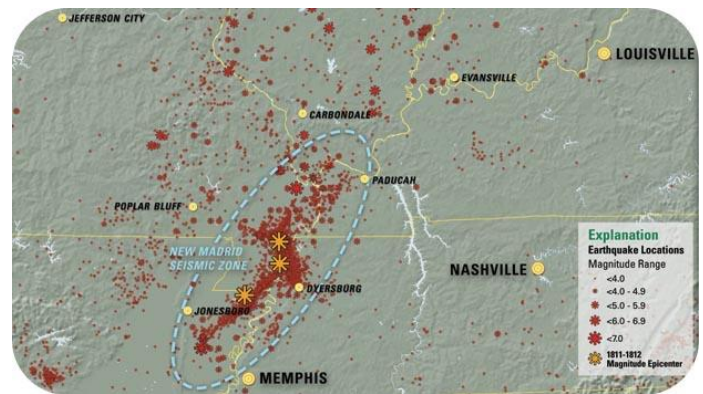 JEFFERSON CITY
LOUISVILLE
EVANSVILLE
CARBONDALE
PADUCAH
POPLAR BLUFF
NEW MADRID
SEISMIC ZONE
NASHVILLE
DYERSBURG
JONESBORO
MEMPHIS
Explanation
Earthquake Locations
Magnitude Range
<4.0
<4.0 - 4.9
<5.0 - 5.9
<6.0 - 6.9
<7.0
1811-1812
Magnitude Epicenter